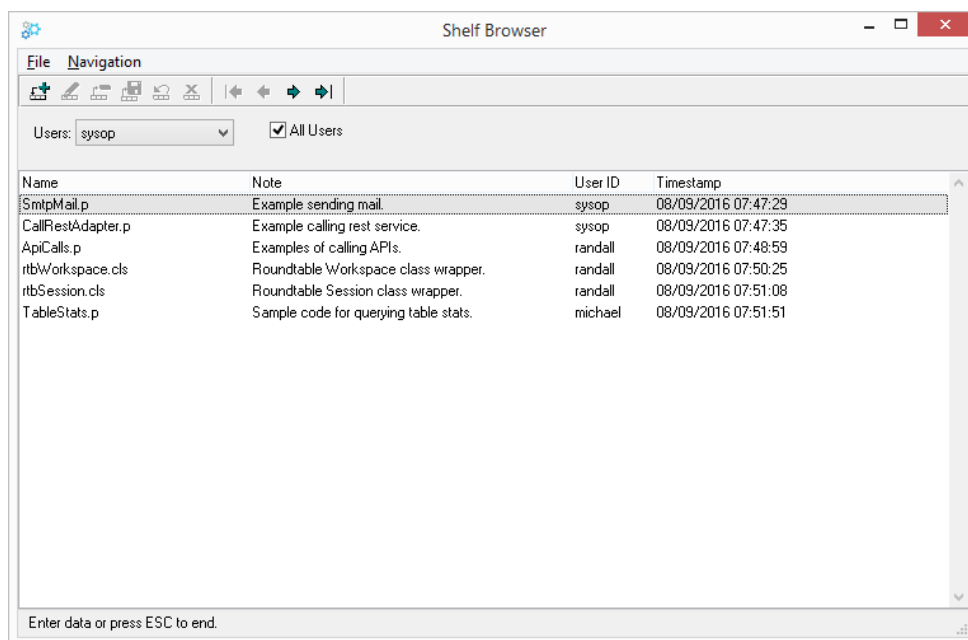 Shelf Browser
File Navigation
Users: sysop All Users
Name Note User ID Timestamp
SmtpMail.p Example sending mail. sysop 08/09/2016 07:47:29
CallRestAdapter.p Example calling rest service. sysop 08/09/2016 07:47:35
ApiCalls.p Examples of calling APIs. randall 08/09/2016 07:48:59
rtbWorkspace.cls Roundtable Workspace class wrapper. randall 08/09/2016 07:50:25
rtbSession.cls Roundtable Session class wrapper. randall 08/09/2016 07:51:08
TableStats.p Sample code for querying table stats. michael 08/09/2016 07:51:51
Enter data or press ESC to end.